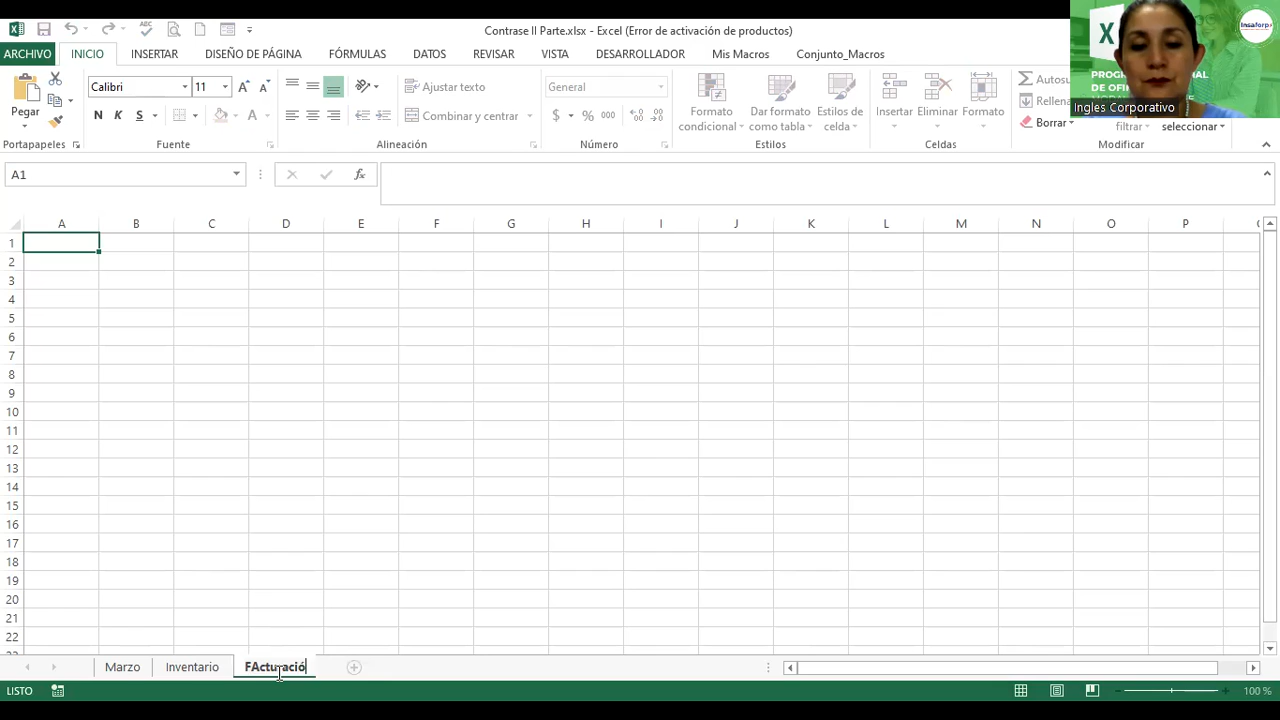 Contrase II Parte.xlsx - Excel (Error de activación de productos)
ARCHIVO INICIO INSERTAR DISEÑO DE PÁGINA FÓRMULAS DATOS REVISAR VISTA DESARROLLADOR Mis Macros Conjunto_Macros
insaforp
Ingles Corporativo
Pegar
Calibri 11
N K S
Ajustar texto
Combinar y centrar
General
$ % 000
Formato condicional
Dar formato como tabla
Estilos de celda
Insertar Eliminar Formato
Borrar
filtrar
seleccionar
Portapapeles Fuente Alineación Número Estilos Celdas Modificar
A1
fx
A B C D E F G H I J K L M N O P
1
2
3
4
5
6
7
8
9
10
11
12
13
14
15
16
17
18
19
20
21
22
Marzo Inventario FActuració
LISTO
100 %